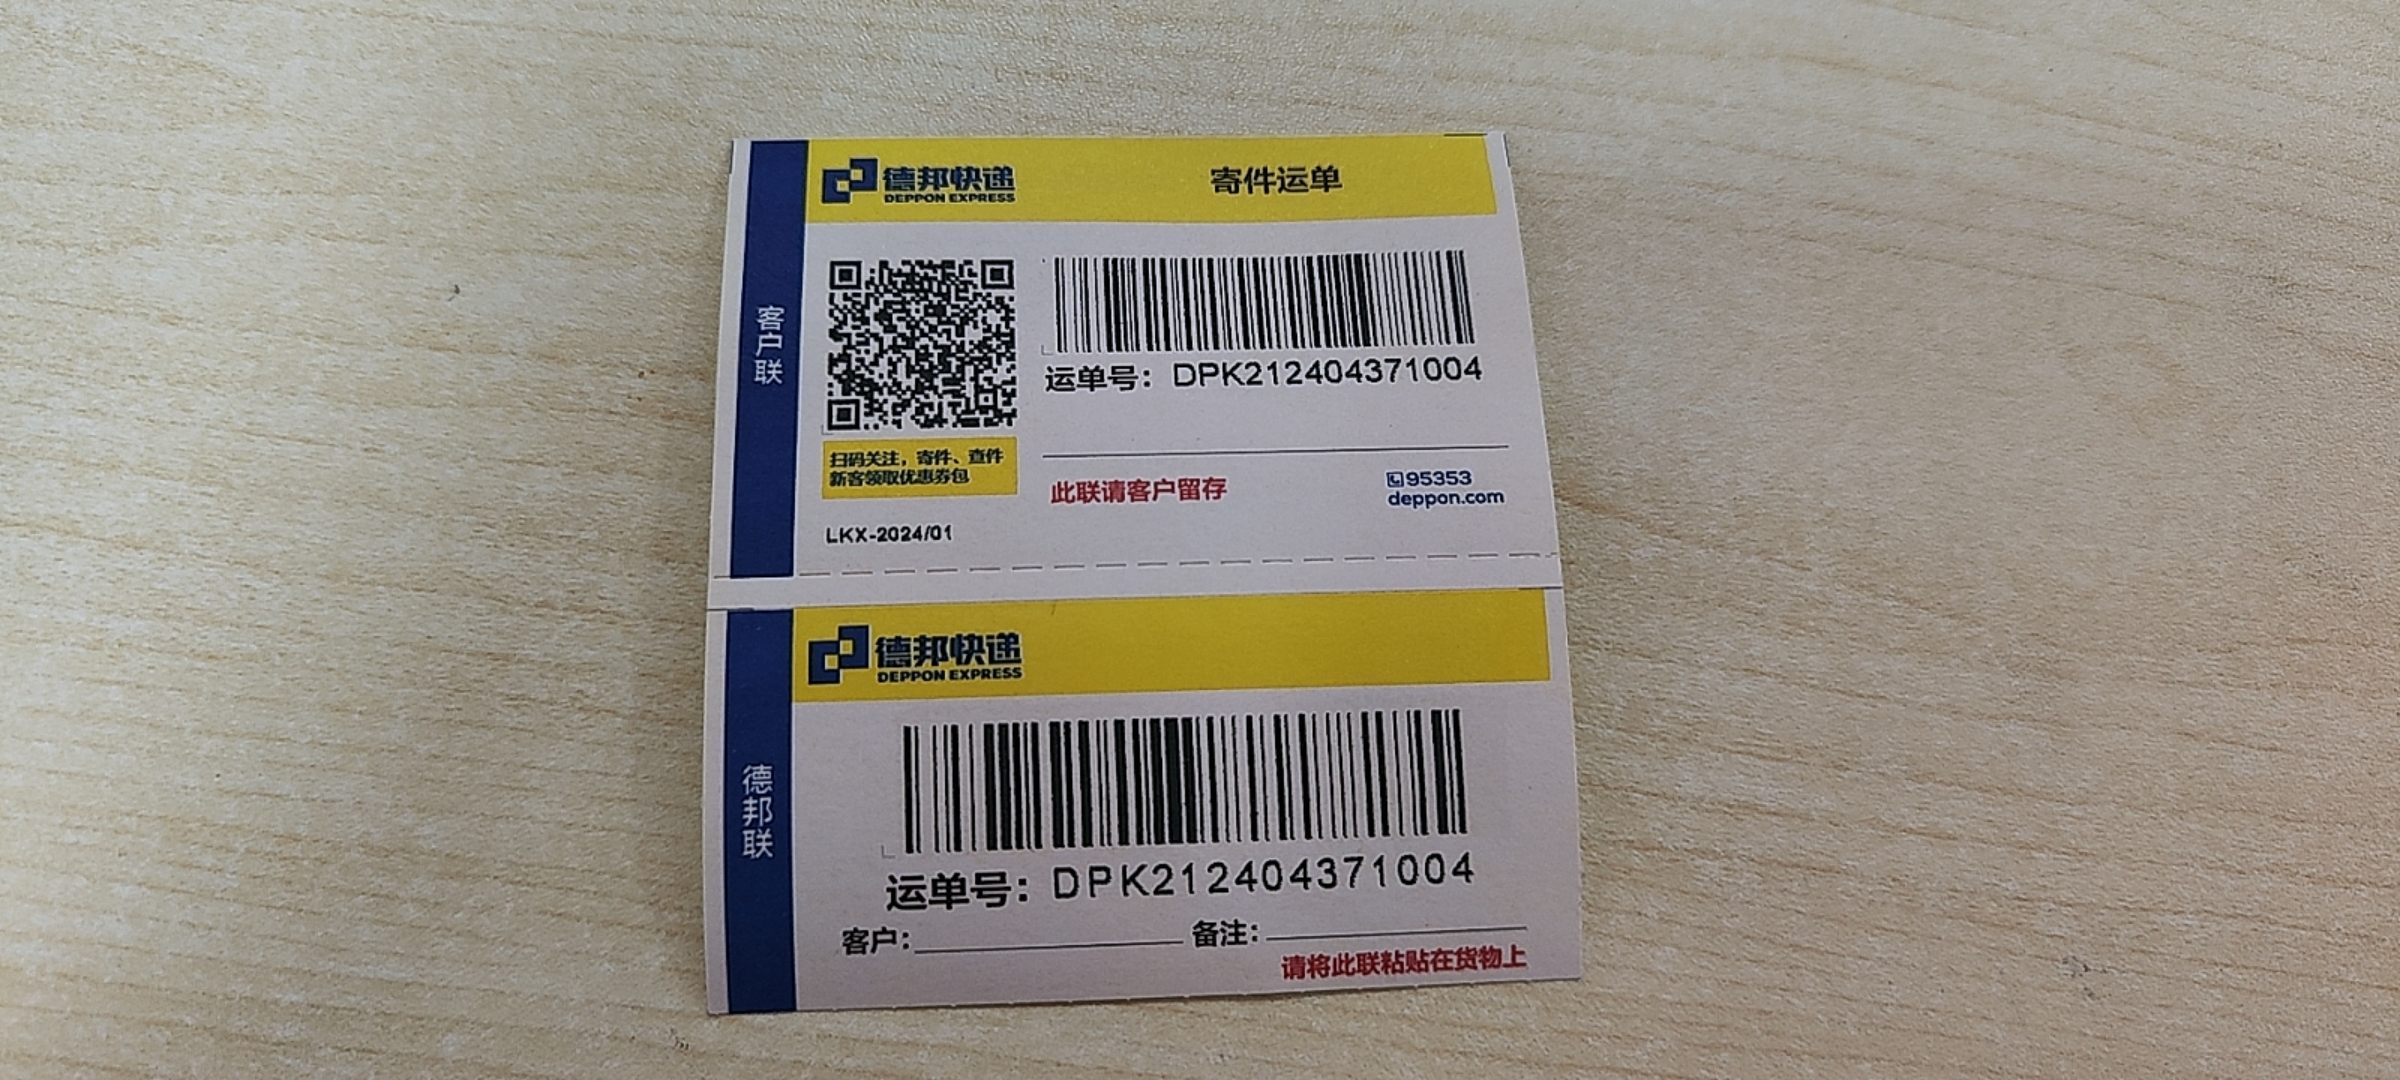 德邦快递
DEPPON EXPRESS
寄件运单
客户联
运单号：DPK212404371004
扫码关注，寄件、查件
新客领取优惠券包
此联请客户留存
95353
deppon.com
LKX-2024/01
德邦快递
DEPPON EXPRESS
德邦联
运单号：DPK212404371004
客户：
备注：
请将此联粘贴在货物上